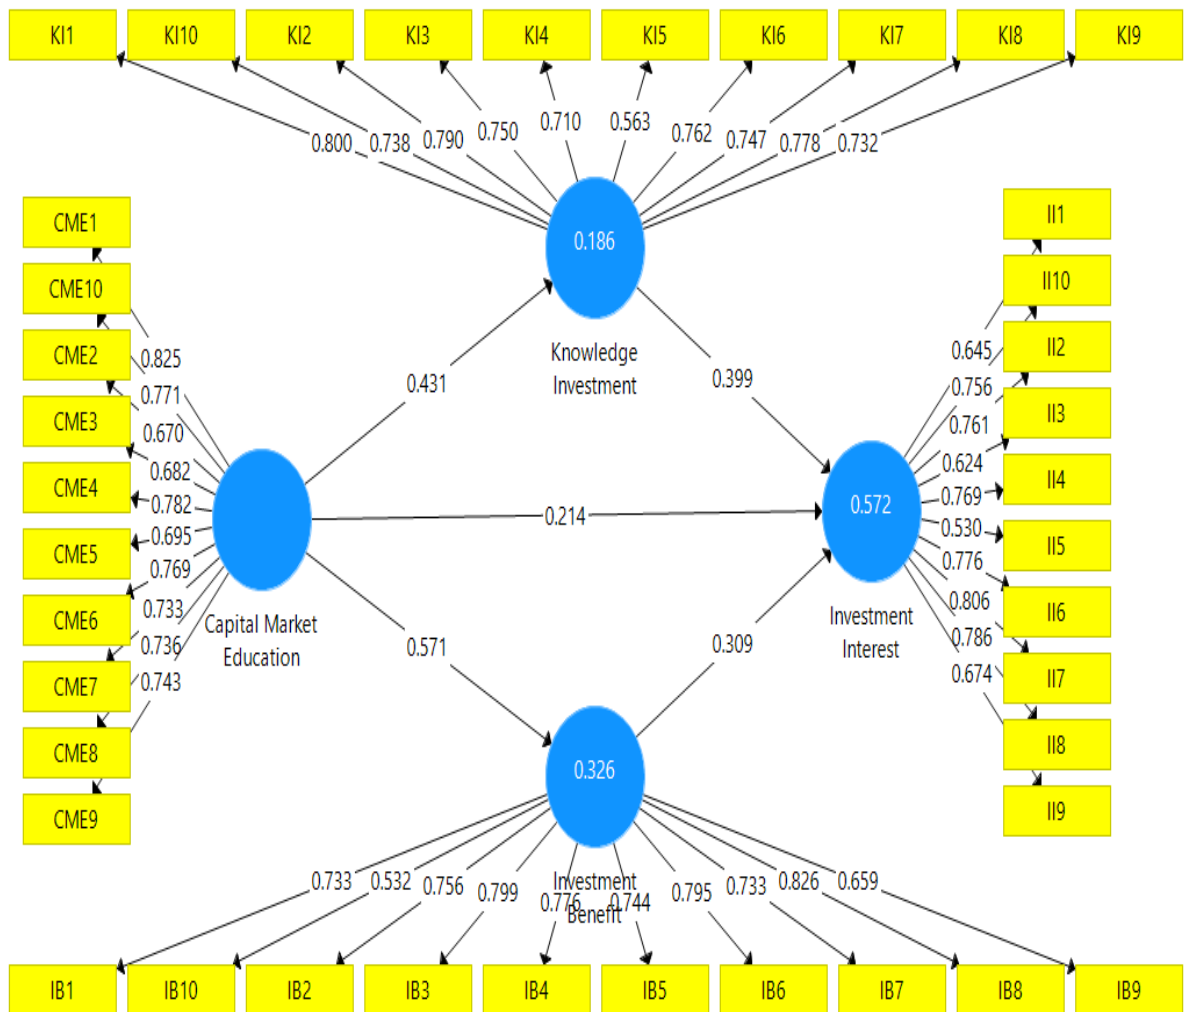 KI1 KI10 KI2 KI3 KI4 KI5 KI6 KI7 KI8 KI9
0.800 0.738 0.790 0.750 0.710 0.563 0.762 0.747 0.778 0.732
0.186
Knowledge
Investment
CME1
CME10
CME2
CME3
CME4
CME5
CME6
CME7
CME8
CME9
0.825
0.771
0.670
0.682
0.782
0.695
0.769
0.733
0.736
0.743
Capital Market
Education
0.431
0.399
0.214
0.571
0.309
0.572
Investment
Interest
0.645
0.756
0.761
0.624
0.769
0.530
0.776
0.806
0.786
0.674
II1
II10
II2
II3
II4
II5
II6
II7
II8
II9
0.326
Investment
Benefit
0.733 0.532 0.756 0.799 0.776 0.744 0.795 0.733 0.826 0.659
IB1 IB10 IB2 IB3 IB4 IB5 IB6 IB7 IB8 IB9